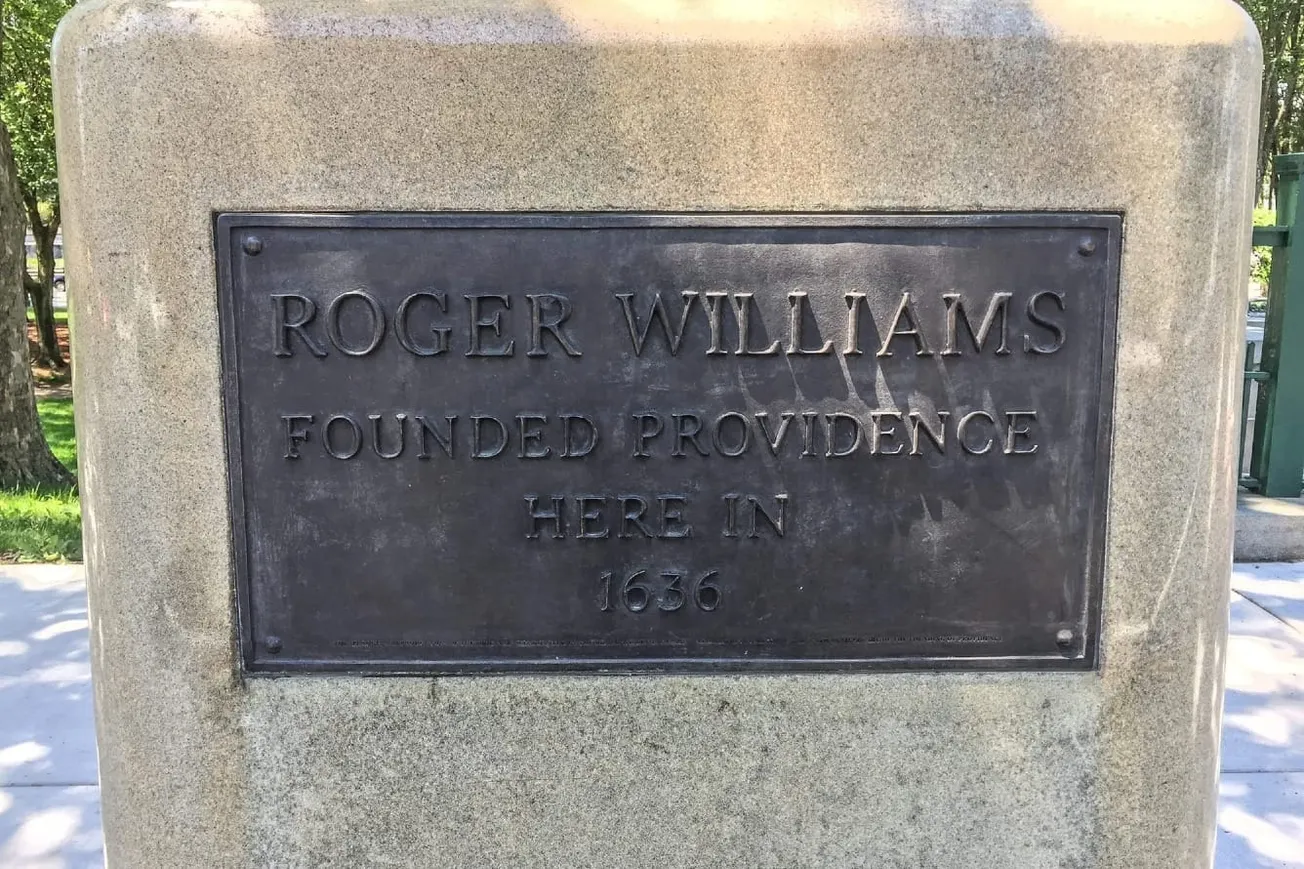 ROGER WILLIAMS
FOUNDED PROVIDENCE
HERE IN
1636